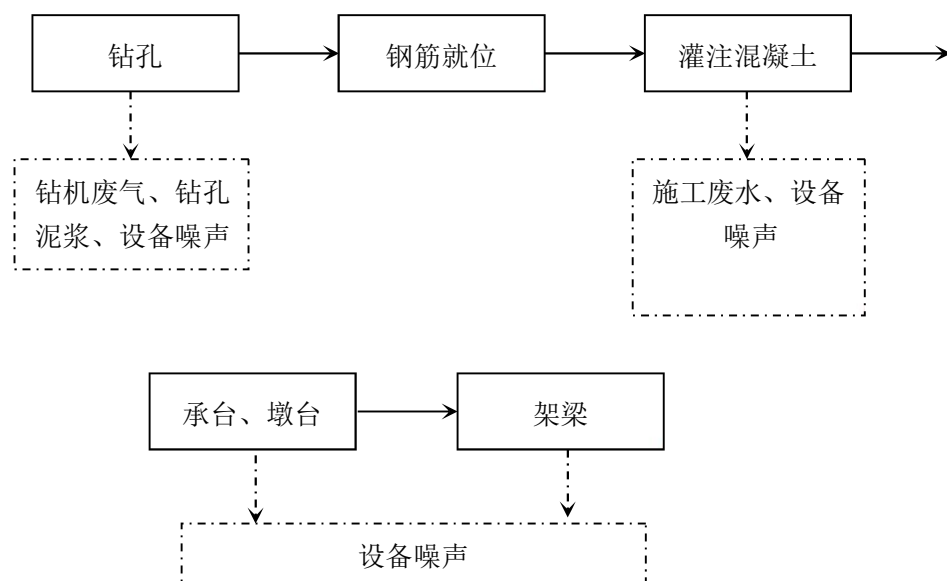 钻孔
钢筋就位
灌注混凝土
钻机废气、钻孔
泥浆、设备噪声
施工废水、设备
噪声
承台、墩台
架梁
设备噪声